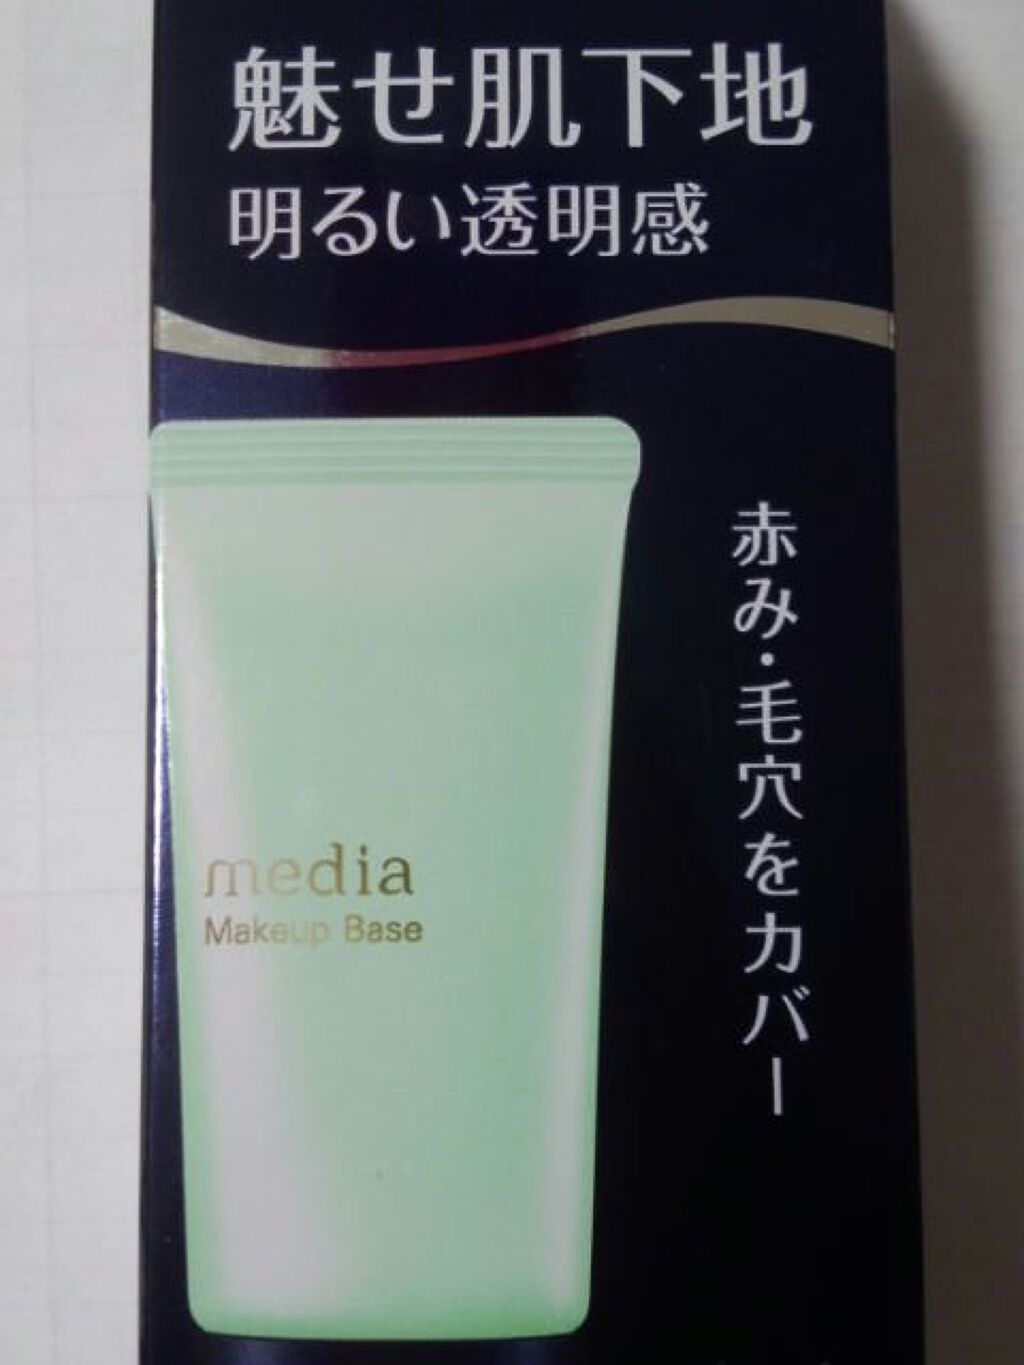 魅せ肌下地
明るい透明感
赤み・毛穴をカバー
media
Makeup Base